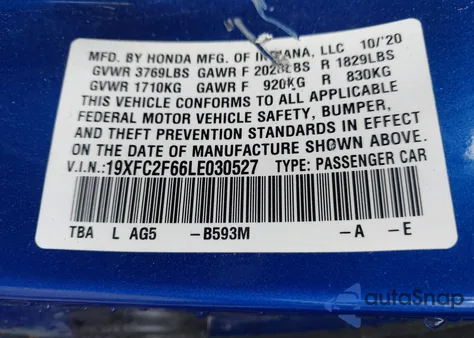 MFD. BY HONDA MFG. OF INDIANA, LLC 10/'20
GVWR 3769LBS GAWR F 2028LBS R 1829LBS
GVWR 1710KG GAWR F 920KG R 830KG
THIS VEHICLE CONFORMS TO ALL APPLICABLE
FEDERAL MOTOR VEHICLE SAFETY, BUMPER,
AND THEFT PREVENTION STANDARDS IN EFFECT
ON THE DATE OF MANUFACTURE SHOWN ABOVE.
V.I.N.: 19XFC2F66LE030527 TYPE: PASSENGER CAR
TBA L AG5 -B593M -A -E
autoSnap